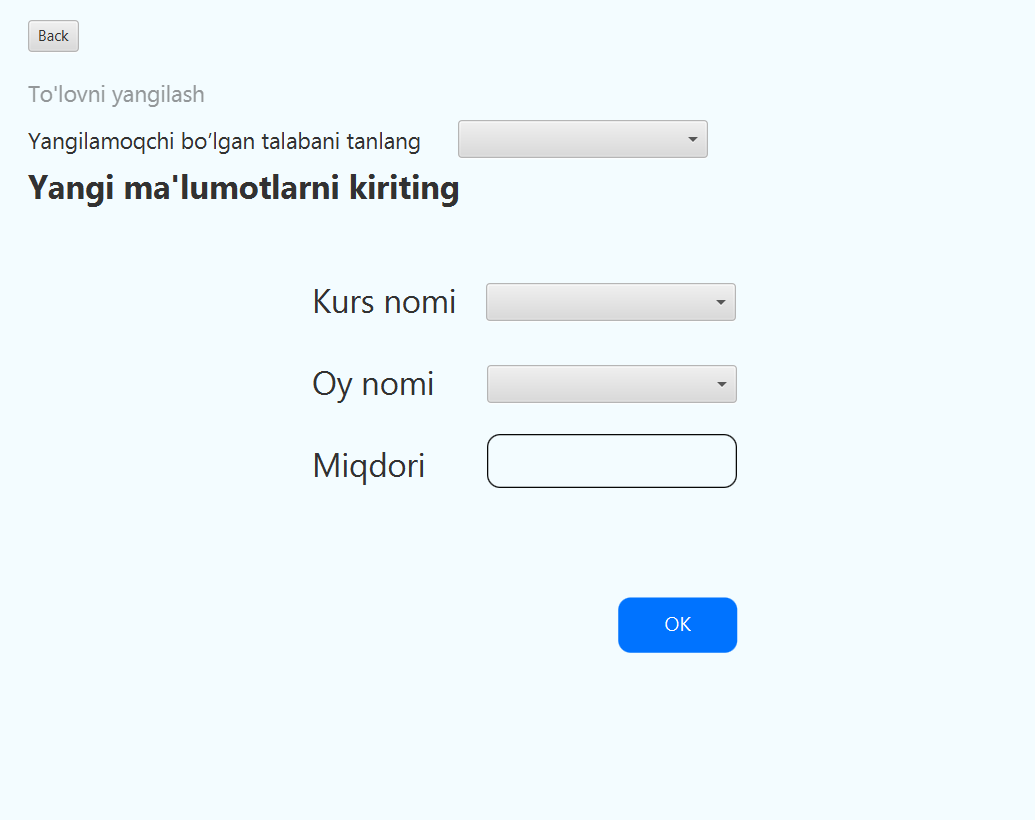 Back
To'lovni yangilash
Yangilamoqchi bo’lgan talabani tanlang
Yangi ma'lumotlarni kiriting
Kurs nomi
Oy nomi
Miqdori
OK